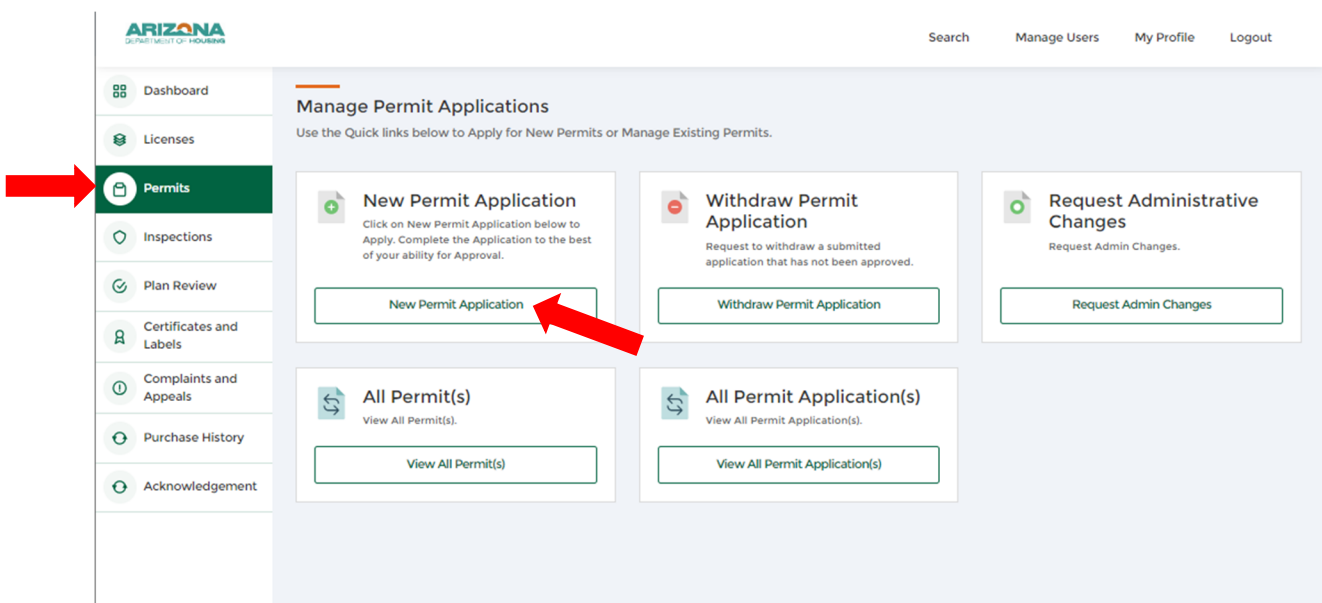 ARIZONA
DEPARTMENT OF HOUSING
Search
Manage Users
My Profile
Logout
Dashboard
Licenses
Permits
Inspections
Plan Review
Certificates and
Labels
Complaints and
Appeals
Purchase History
Acknowledgement
Manage Permit Applications
Use the Quick links below to Apply for New Permits or Manage Existing Permits.
New Permit Application
Click on New Permit Application below to
Apply. Complete the Application to the best
of your ability for Approval.
New Permit Application
Withdraw Permit
Application
Request to withdraw a submitted
application that has not been approved.
Withdraw Permit Application
Request Administrative
Changes
Request Admin Changes.
Request Admin Changes
All Permit(s)
View All Permit(s).
View All Permit(s)
All Permit Application(s)
View All Permit Application(s).
View All Permit Application(s)